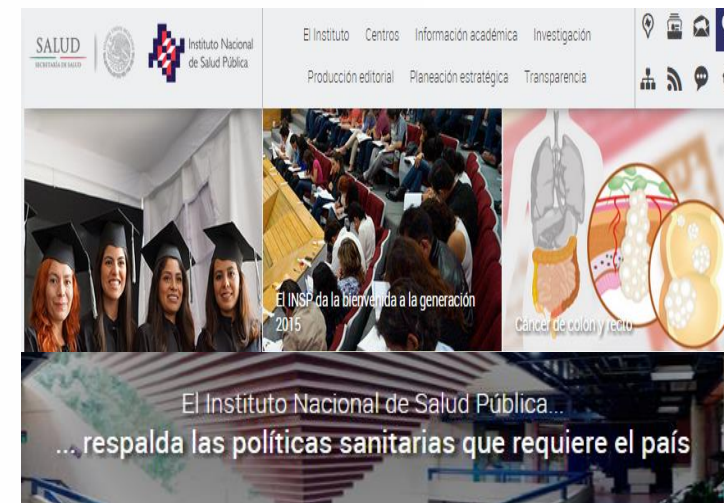 SALUD
SECRETARÍA DE SALUD
Instituto Nacional
de Salud Pública
El Instituto Centros Información académica Investigación
Producción editorial Planeación estratégica Transparencia
El INSP da la bienvenida a la generación
2015
Cáncer de colon y recto
El Instituto Nacional de Salud Pública...
... respalda las políticas sanitarias que requiere el país